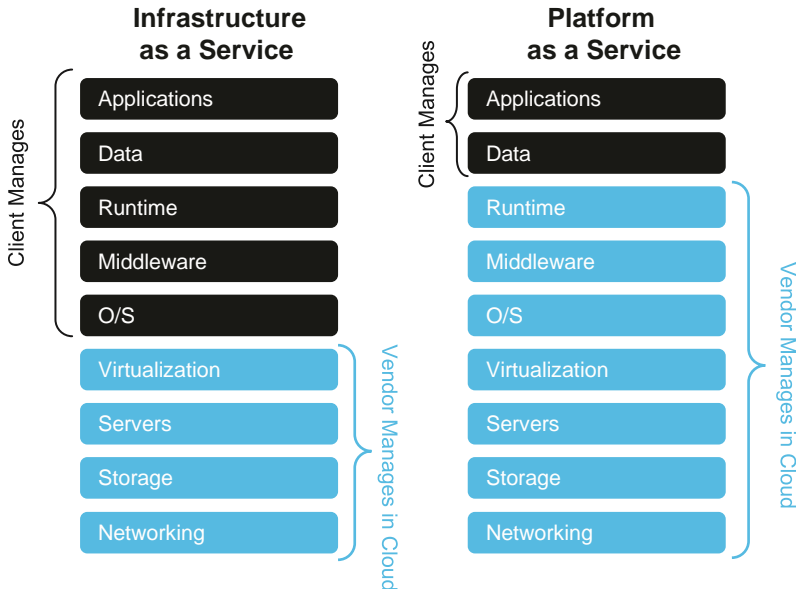 Infrastructure
as a Service
Client Manages
Applications
Data
Runtime
Middleware
O/S
Virtualization
Servers
Storage
Networking
Vendor Manages in Cloud
Platform
as a Service
Client Manages
Applications
Data
Runtime
Middleware
O/S
Virtualization
Servers
Storage
Networking
Vendor Manages in Cloud